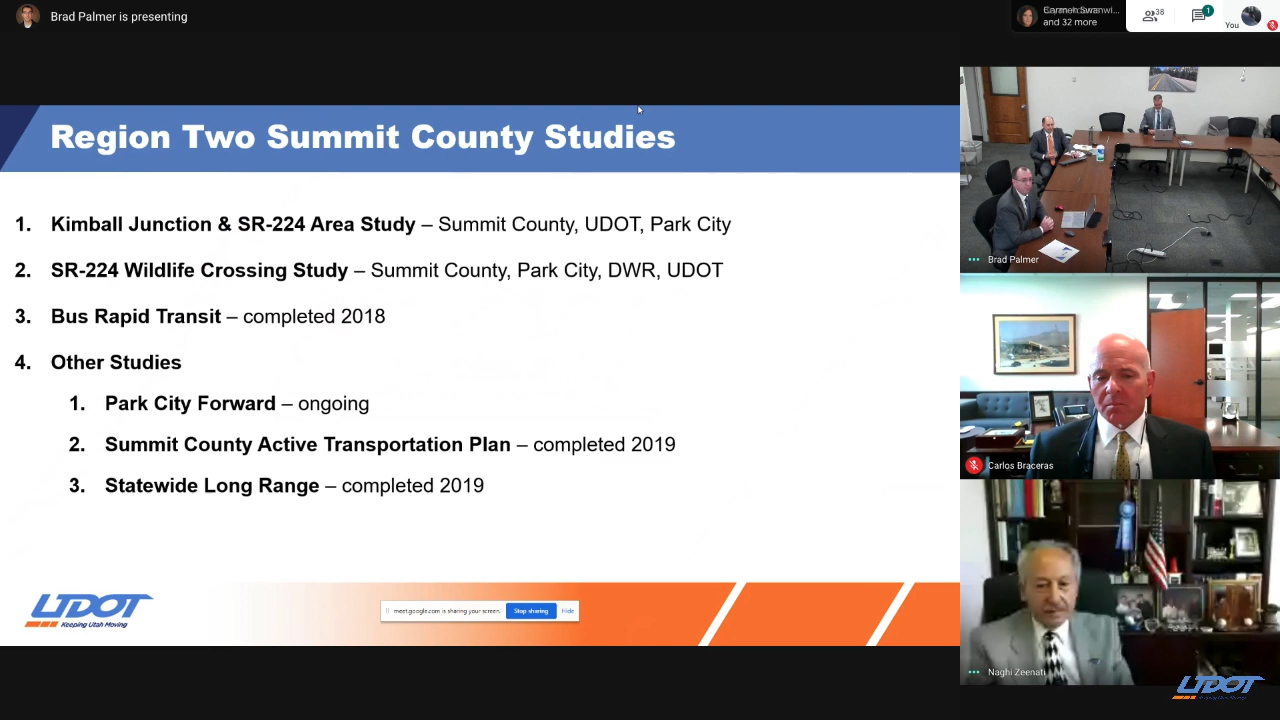 Brad Palmer is presenting
and 32 more
38
1
You
Region Two Summit County Studies
1. Kimball Junction & SR-224 Area Study – Summit County, UDOT, Park City
2. SR-224 Wildlife Crossing Study – Summit County, Park City, DWR, UDOT
3. Bus Rapid Transit – completed 2018
4. Other Studies
1. Park City Forward – ongoing
2. Summit County Active Transportation Plan – completed 2019
3. Statewide Long Range – completed 2019
UDOT
Keeping Utah Moving
meet.google.com is sharing your screen.
Stop sharing
Hide
Brad Palmer
Carlos Braceras
Naghi Zeenati
UDOT